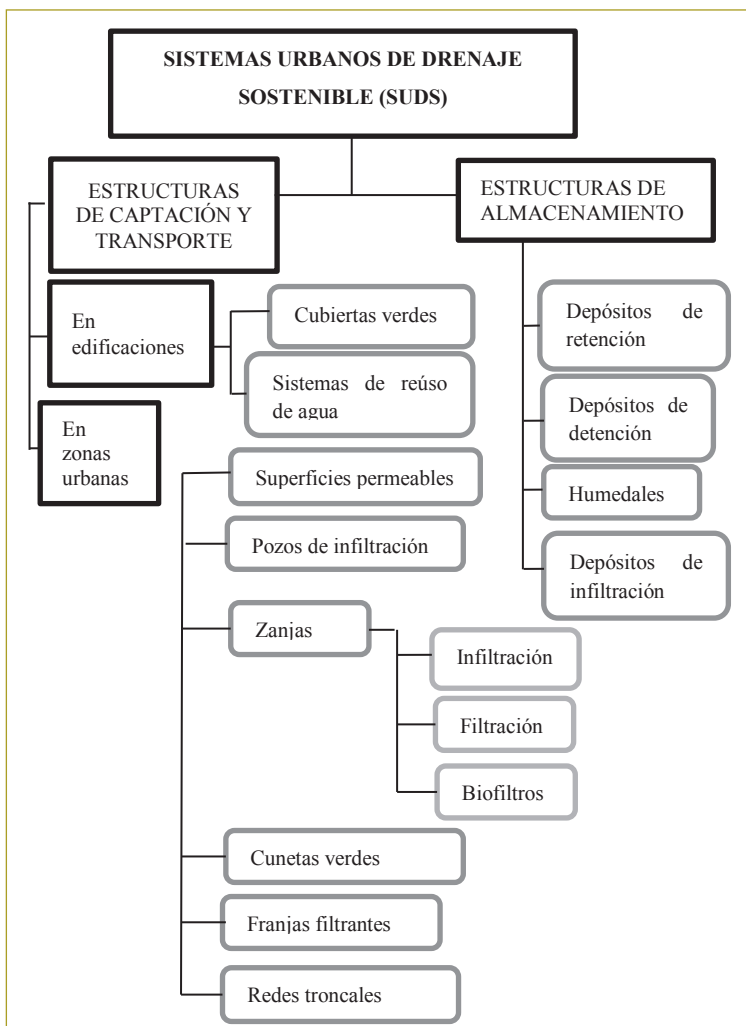 SISTEMAS URBANOS DE DRENAJE
SOSTENIBLE (SUDS)
ESTRUCTURAS
DE CAPTACIÓN Y
TRANSPORTE
ESTRUCTURAS DE
ALMACENAMIENTO
En
edificaciones
Cubiertas verdes
Sistemas de reúso
de agua
En
zonas
urbanas
Superficies permeables
Pozos de infiltración
Zanjas
Infiltración
Filtración
Biofiltros
Cunetas verdes
Franjas filtrantes
Redes troncales
Depósitos de
retención
Depósitos de
detención
Humedales
Depósitos de
infiltración